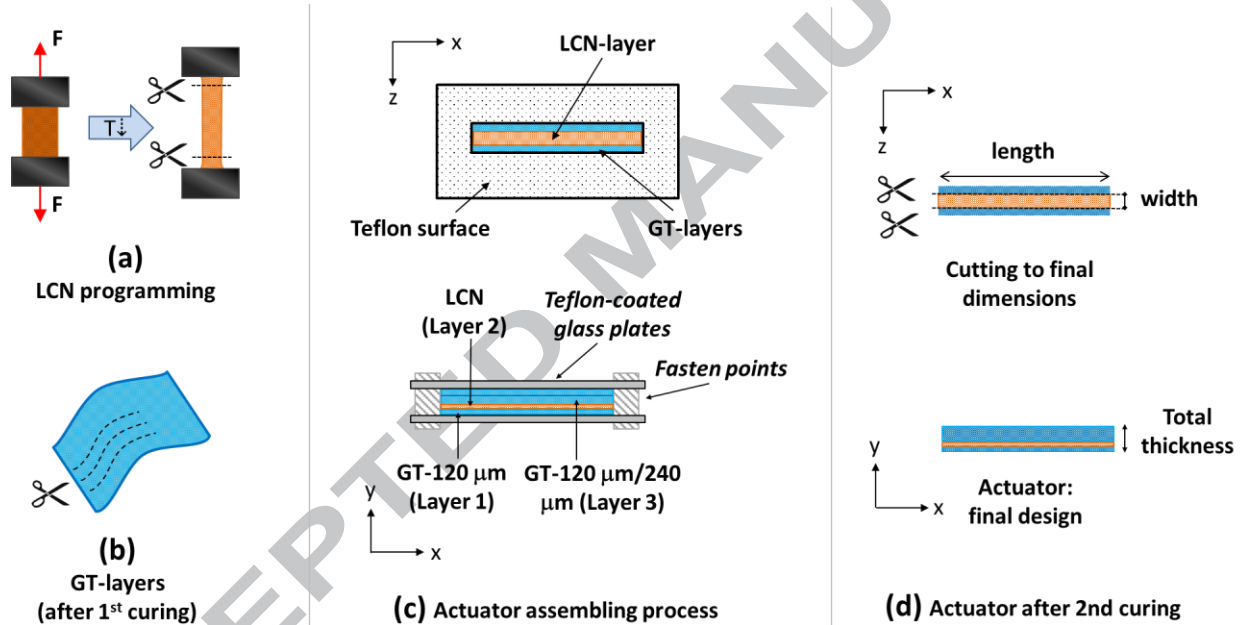 F
T
F
(a)
LCN programming
(b)
GT-layers
(after 1st curing)
x
z
LCN-layer
Teflon surface
GT-layers
LCN
(Layer 2)
Teflon-coated
glass plates
Fasten points
GT-120 μm
(Layer 1)
GT-120 μm/240
μm (Layer 3)
y
x
(c) Actuator assembling process
x
z
length
width
Cutting to final
dimensions
Total
thickness
y
x
Actuator:
final design
(d) Actuator after 2nd curing
EPTED MANU